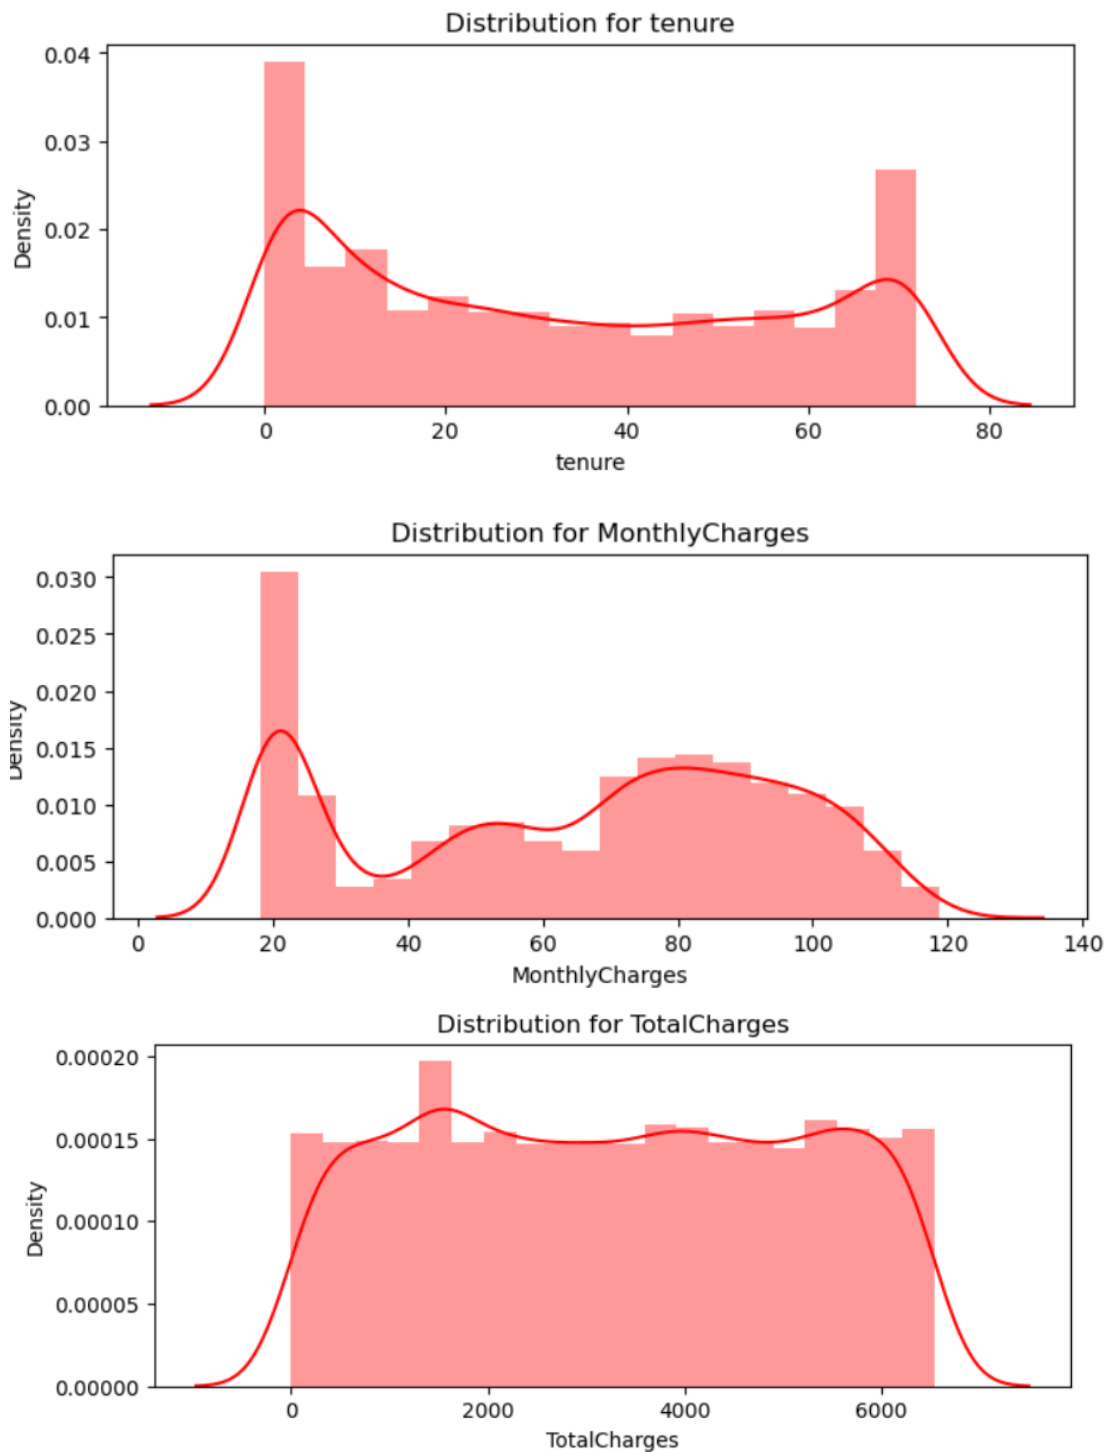 Distribution for tenure
0.04
0.03
0.02
0.01
0.00
Density
0 20 40 60 80
tenure
Distribution for MonthlyCharges
0.030
0.025
0.020
0.015
0.010
0.005
0.000
Density
0 20 40 60 80 100 120 140
MonthlyCharges
Distribution for TotalCharges
0.00020
0.00015
0.00010
0.00005
0.00000
Density
0 2000 4000 6000
TotalCharges